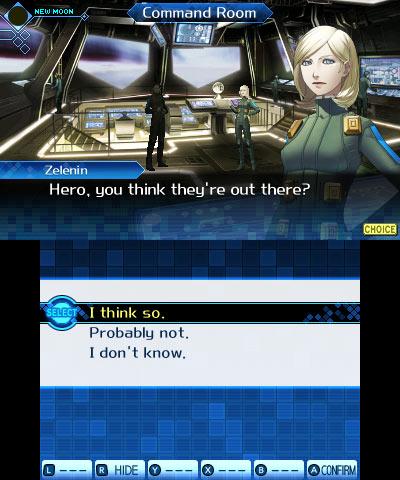 NEW MOON
Command Room
Zelenin
Hero, you think they're out there?
CHOICE
SELECT
I think so.
Probably not.
I don't know.
L --- R HIDE Y --- X --- B --- A CONFIRM